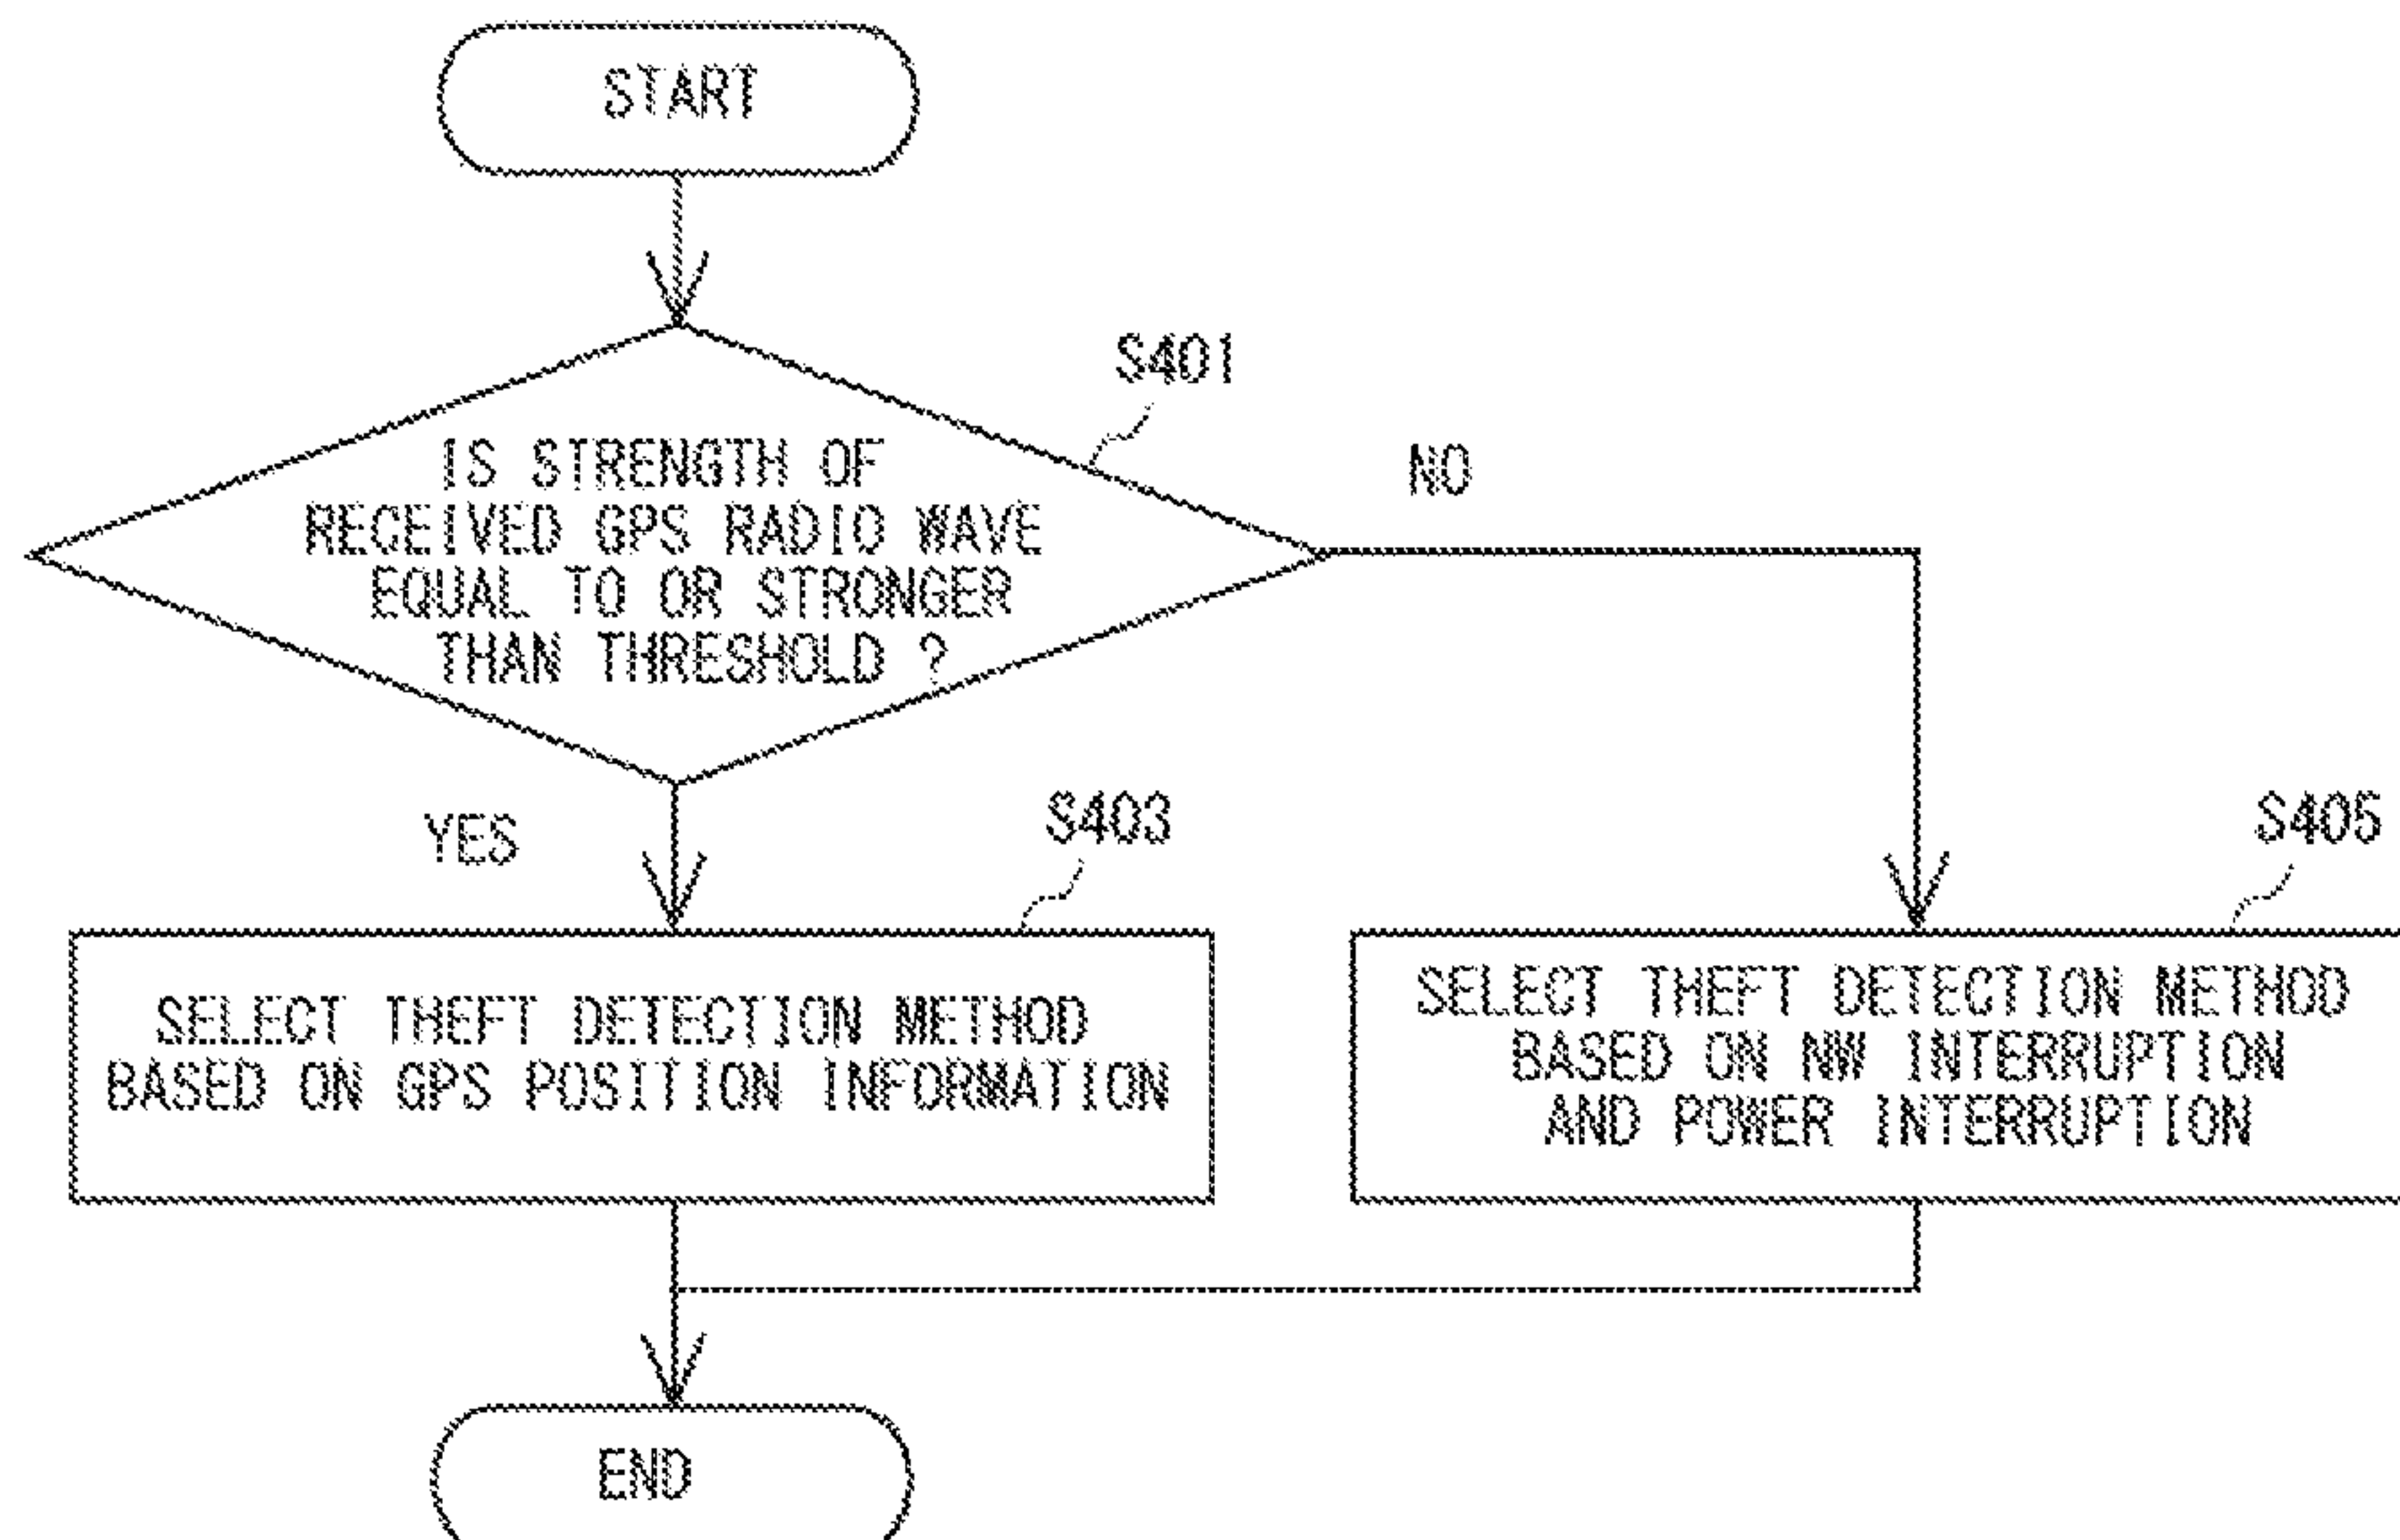 START
S401
IS STRENGTH OF
RECEIVED GPS RADIO WAVE
EQUAL TO OR STRONGER
THAN THRESHOLD ?
NO
YES
S403
S405
SELECT THEFT DETECTION METHOD
BASED ON GPS POSITION INFORMATION
SELECT THEFT DETECTION METHOD
BASED ON NW INTERRUPTION
AND POWER INTERRUPTION
END